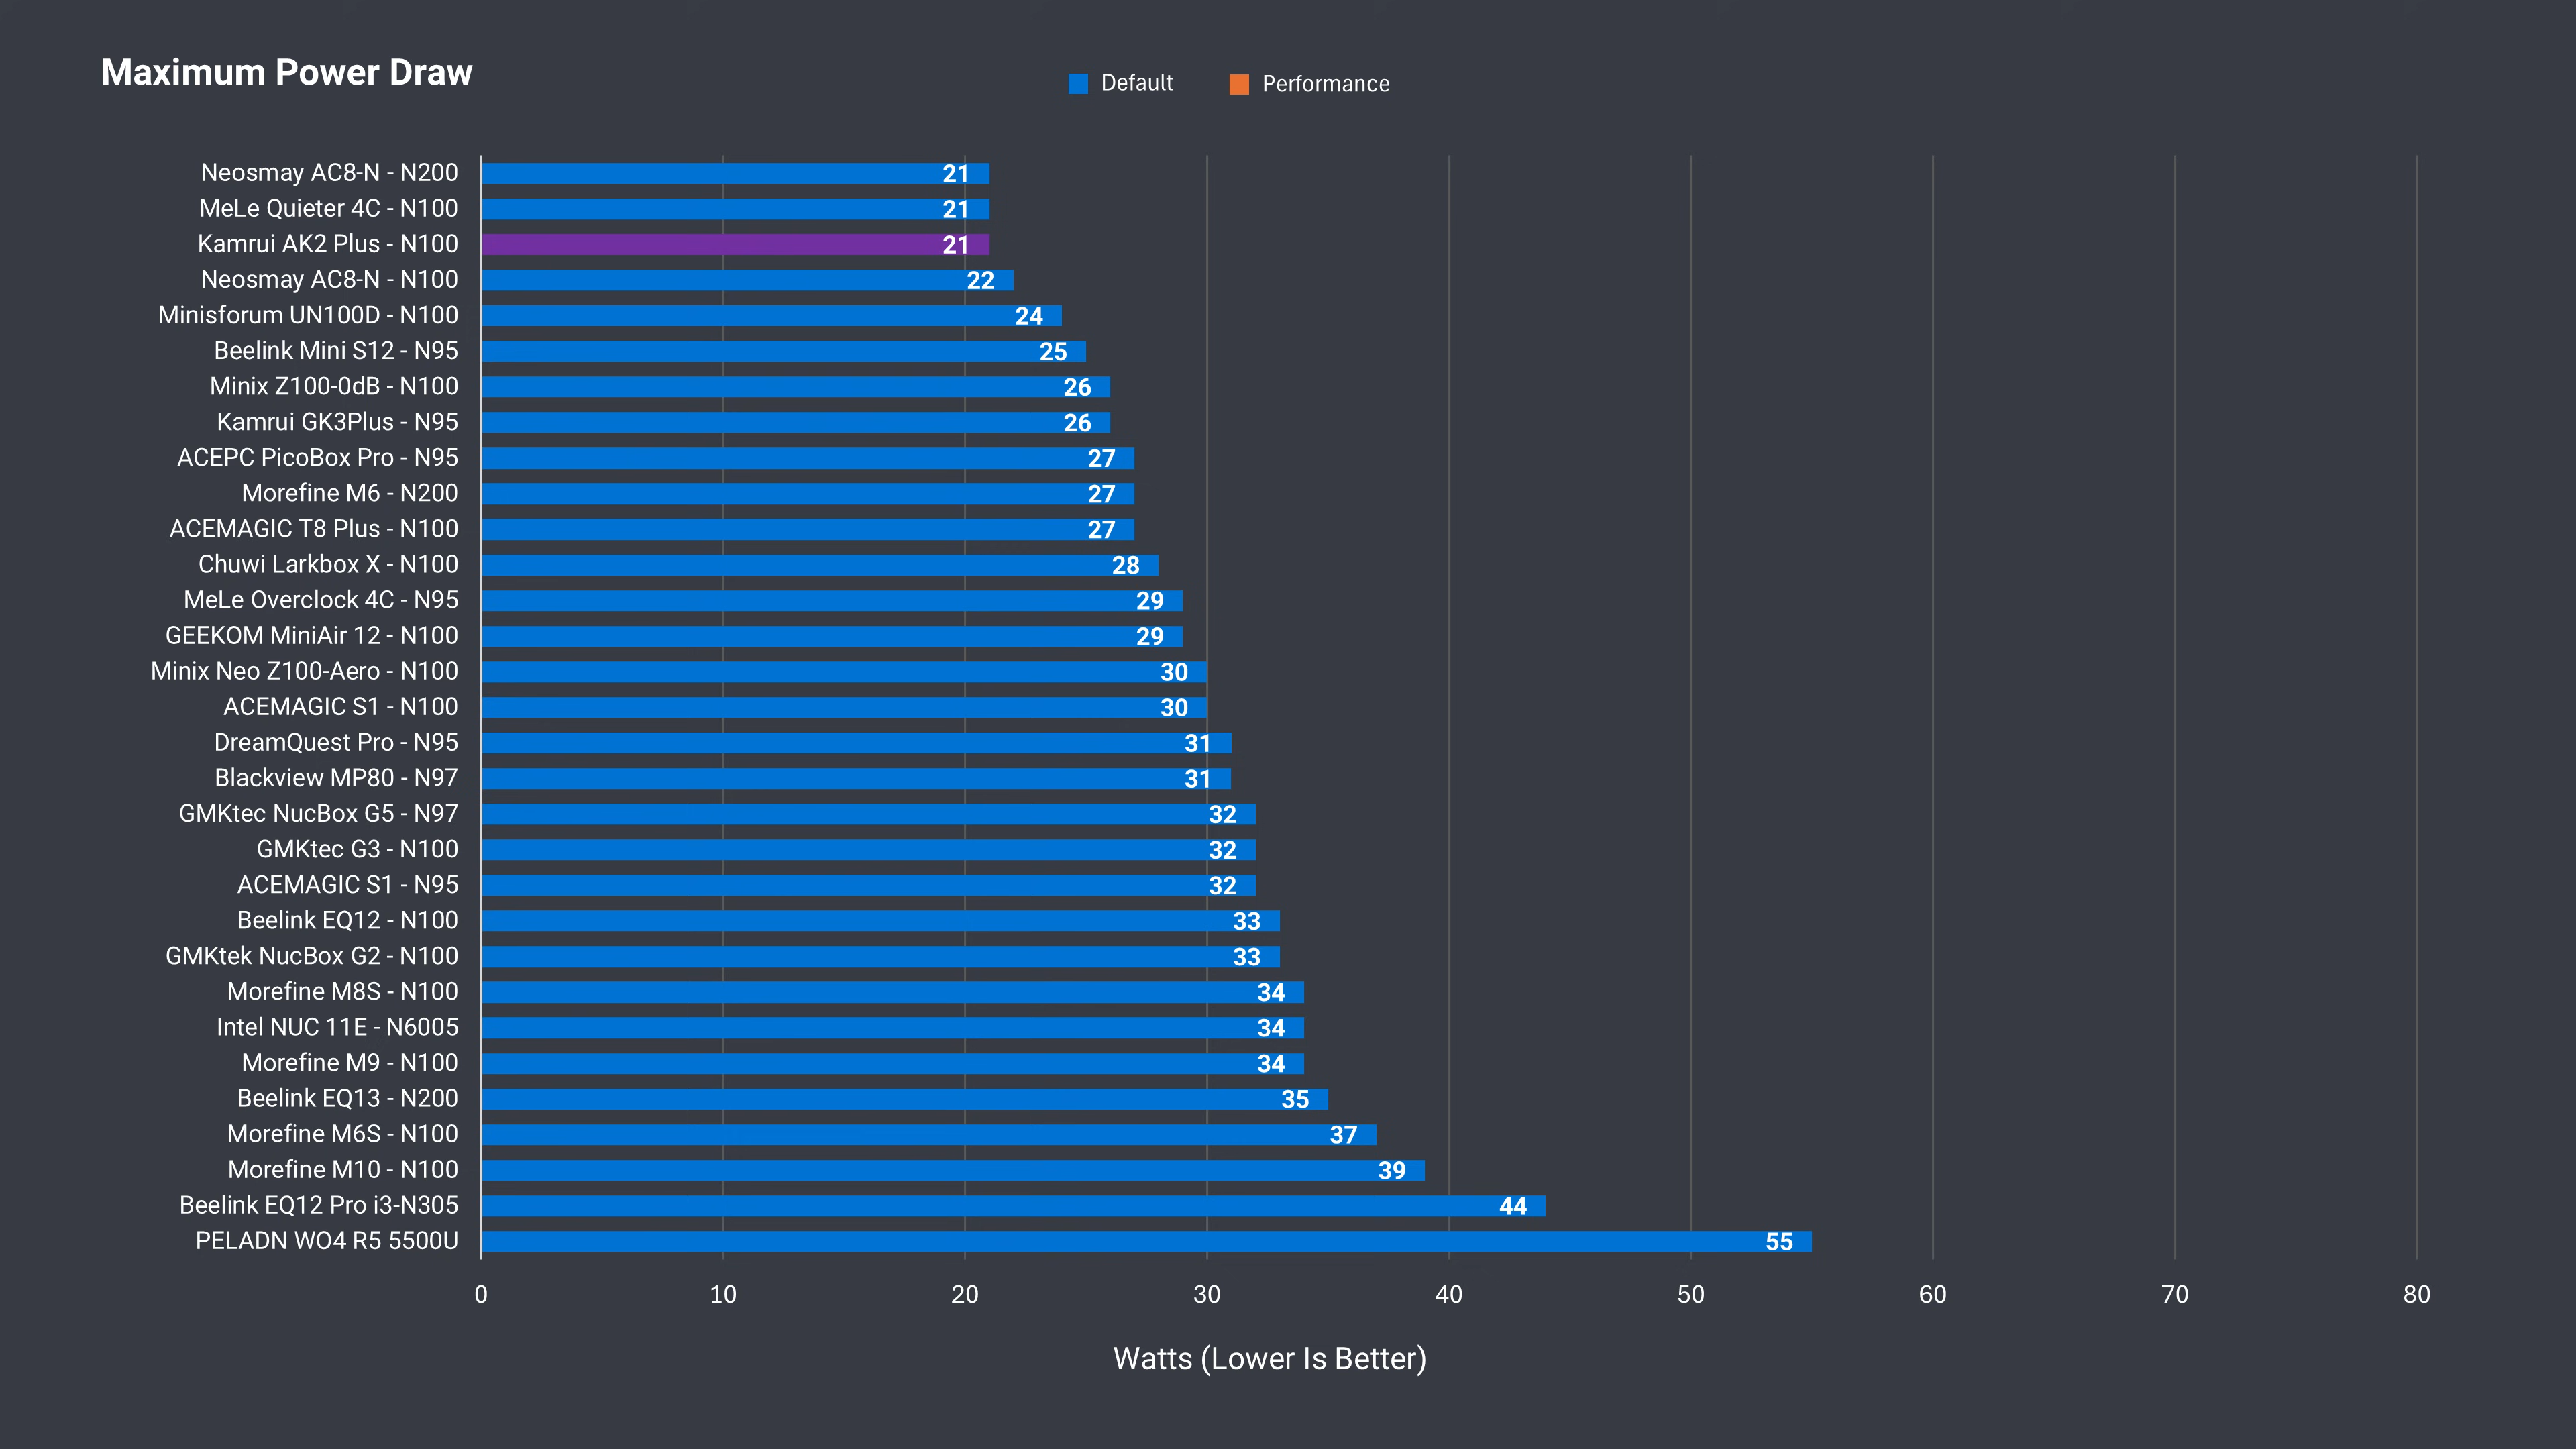 Maximum Power Draw
Default
Performance
Neosmay AC8-N - N200 21
MeLe Quieter 4C - N100 21
Kamrui AK2 Plus - N100 21
Neosmay AC8-N - N100 22
Minisforum UN100D - N100 24
Beelink Mini S12 - N95 25
Minix Z100-0dB - N100 26
Kamrui GK3Plus - N95 26
ACEPC PicoBox Pro - N95 27
Morefine M6 - N200 27
ACEMAGIC T8 Plus - N100 27
Chuwi Larkbox X - N100 28
MeLe Overclock 4C - N95 29
GEEKOM MiniAir 12 - N100 29
Minix Neo Z100-Aero - N100 30
ACEMAGIC S1 - N100 30
DreamQuest Pro - N95 31
Blackview MP80 - N97 31
GMKtec NucBox G5 - N97 32
GMKtec G3 - N100 32
ACEMAGIC S1 - N95 32
Beelink EQ12 - N100 33
GMKtek NucBox G2 - N100 33
Morefine M8S - N100 34
Intel NUC 11E - N6005 34
Morefine M9 - N100 34
Beelink EQ13 - N200 35
Morefine M6S - N100 37
Morefine M10 - N100 39
Beelink EQ12 Pro i3-N305 44
PELADN WO4 R5 5500U 55
0 10 20 30 40 50 60 70 80
Watts (Lower Is Better)